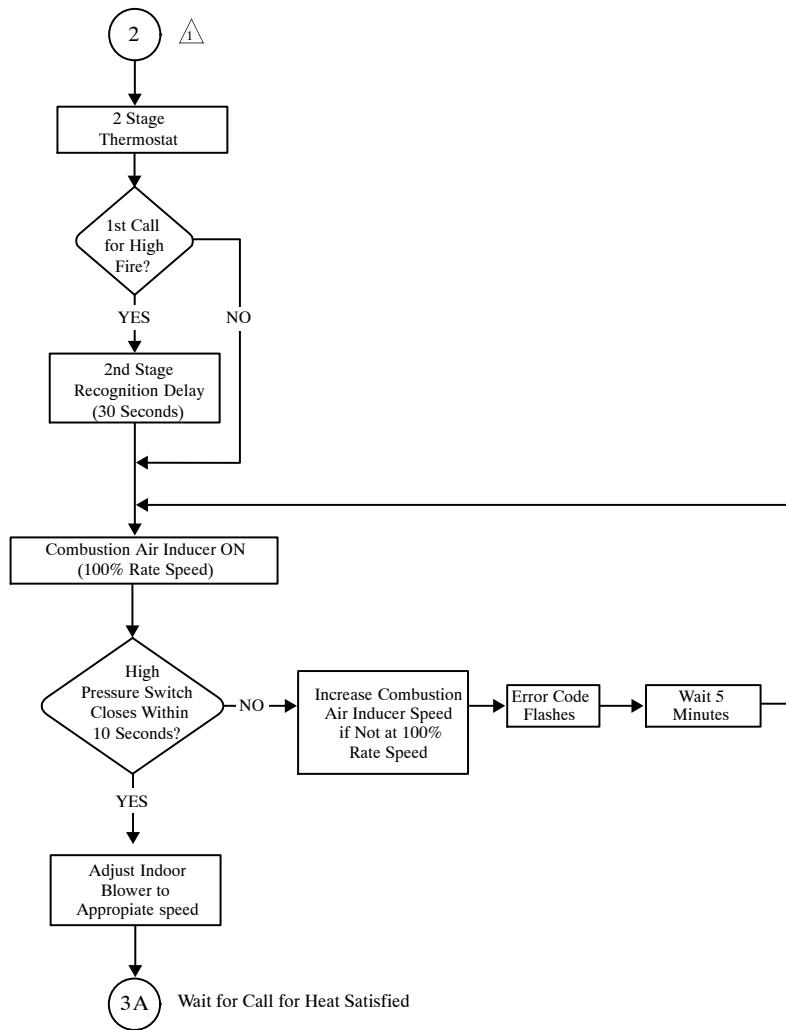 2
1
2 Stage
Thermostat
1st Call
for High
Fire?
YES
NO
2nd Stage
Recognition Delay
(30 Seconds)
Combustion Air Inducer ON
(100% Rate Speed)
High
Pressure Switch
Closes Within
10 Seconds?
NO
Increase Combustion
Air Inducer Speed
if Not at 100%
Rate Speed
Error Code
Flashes
Wait 5
Minutes
YES
Adjust Indoor
Blower to
Appropiate speed
3A
Wait for Call for Heat Satisfied